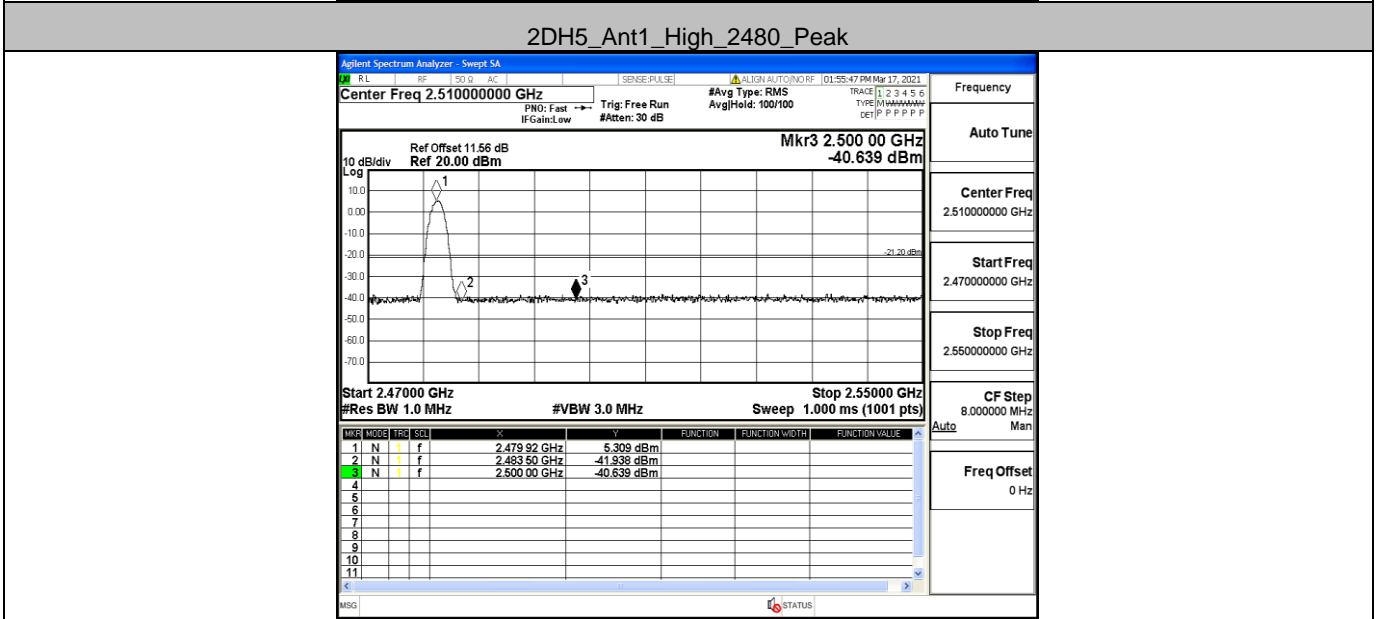 2DH5_Ant1_High_2480_Peak
Agilent Spectrum Analyzer - Swept SA
RL RF 50 Ω AC SENSE:PULSE ALIGN AUTO/NO RF 01:55:47 PM Mar 17, 2021
Center Freq 2.510000000 GHz
PNO: Fast
IFGain:Low
Trig: Free Run
#Atten: 30 dB
#Avg Type: RMS
Avg|Hold: 100/100
TRACE 1 2 3 4 5 6
TYPE M
DET P P P P P P
Mkr3 2.500 00 GHz
-40.639 dBm
Ref Offset 11.56 dB
10 dB/div Ref 20.00 dBm
Log
10.0
0.00
-10.0
-20.0
-30.0
-40.0
-50.0
-60.0
-70.0
1
2
3
-21.20 dBm
Start 2.47000 GHz Stop 2.55000 GHz
#Res BW 1.0 MHz #VBW 3.0 MHz Sweep 1.000 ms (1001 pts)
MKR MODE TRC SCL X Y FUNCTION FUNCTION WIDTH FUNCTION VALUE
1 N 1 f 2.479 92 GHz 5.309 dBm
2 N 1 f 2.483 50 GHz -41.938 dBm
3 N 1 f 2.500 00 GHz -40.639 dBm
4
5
6
7
8
9
10
11
MSG STATUS
Frequency
Auto Tune
Center Freq
2.510000000 GHz
Start Freq
2.470000000 GHz
Stop Freq
2.550000000 GHz
CF Step
8.000000 MHz
Auto Man
Freq Offset
0 Hz